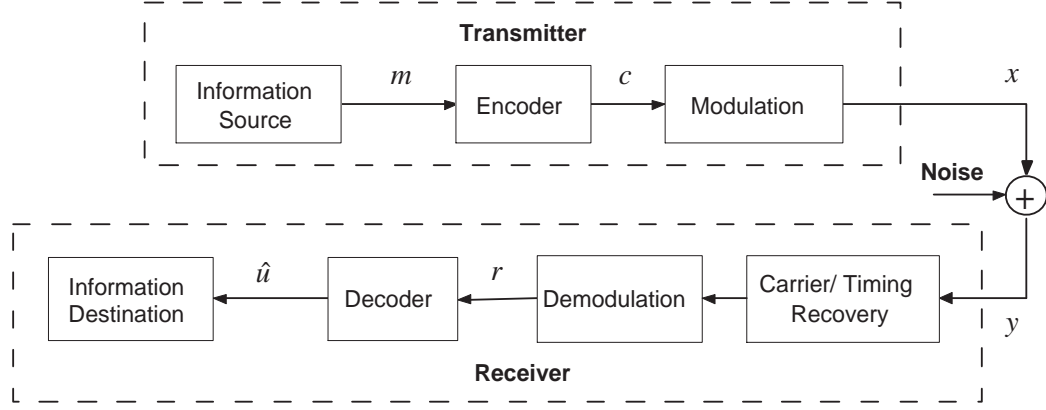 Transmitter
Information
Source
m
Encoder
c
Modulation
x
Noise
+
Information
Destination
û
Decoder
r
Demodulation
Carrier/ Timing
Recovery
y
Receiver